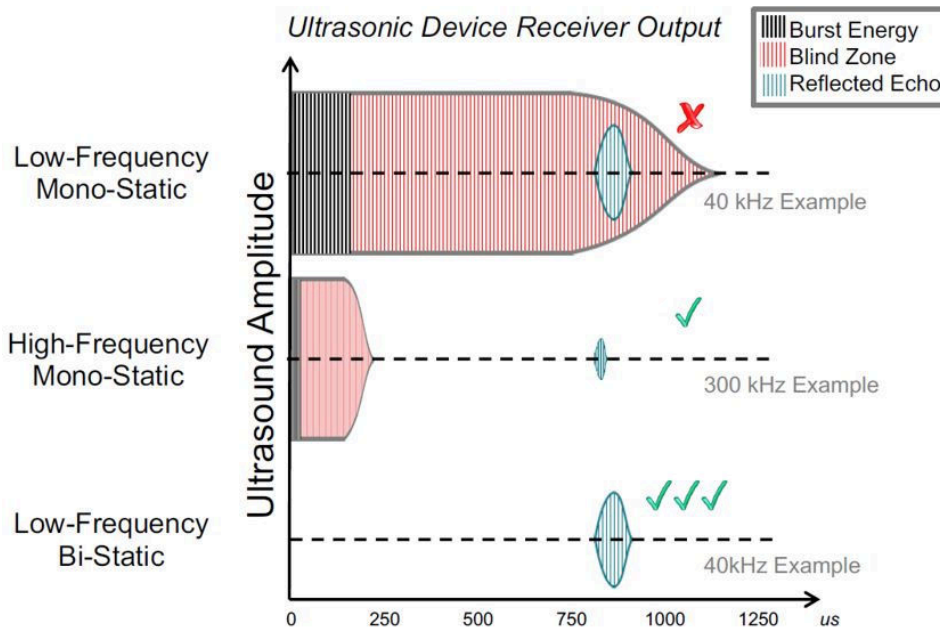 Ultrasonic Device Receiver Output
Burst Energy
Blind Zone
Reflected Echo
Low-Frequency
Mono-Static
40 kHz Example
Ultrasound Amplitude
High-Frequency
Mono-Static
300 kHz Example
Low-Frequency
Bi-Static
40kHz Example
0 250 500 750 1000 1250 us